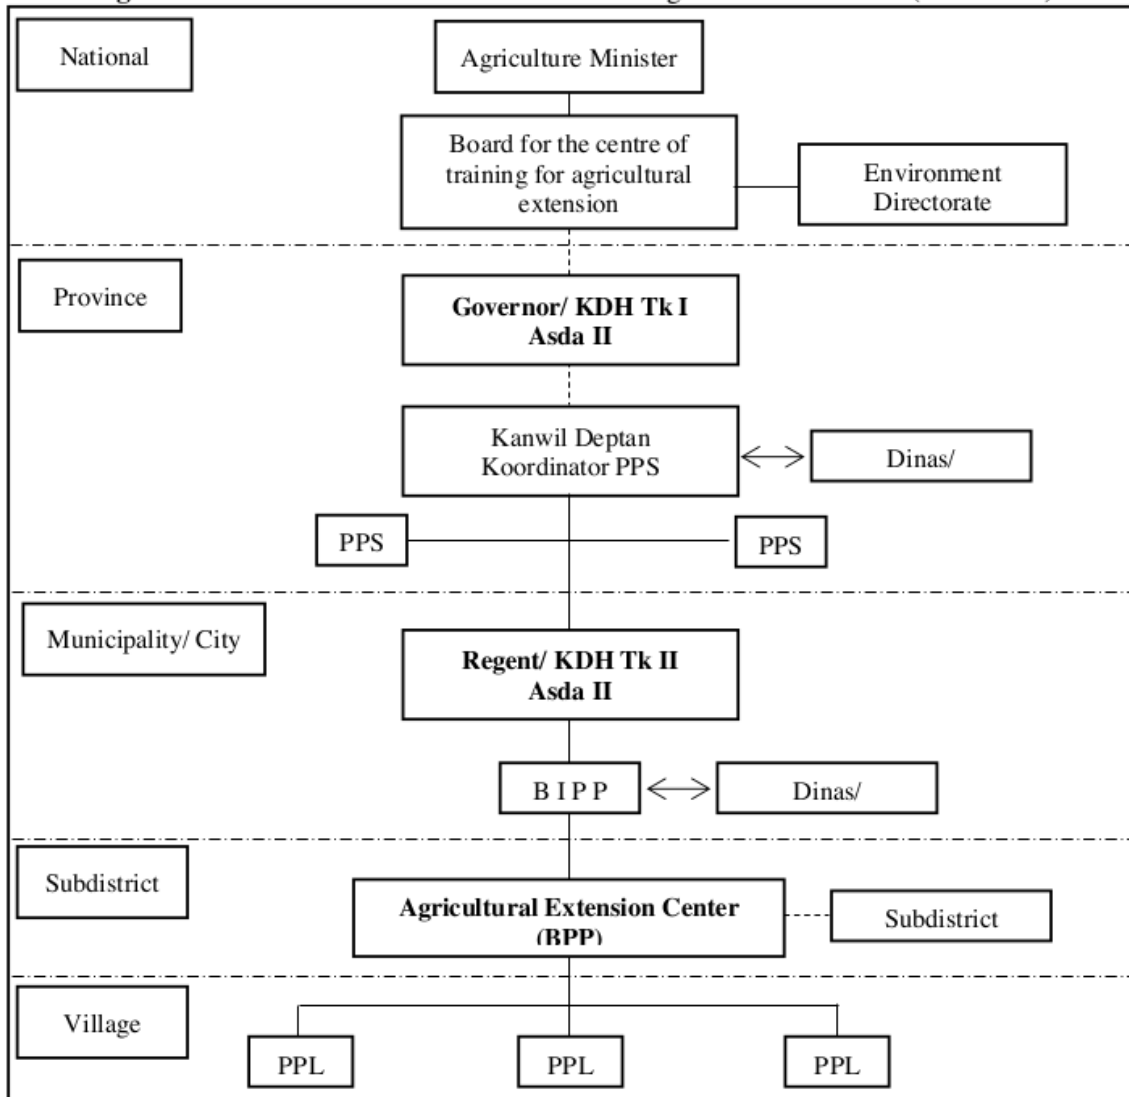 National
Agriculture Minister
Board for the centre of
training for agricultural
extension
Environment
Directorate
Province
Governor/ KDH Tk I
Asda II
Kanwil Deptan
Koordinator PPS
Dinas/
PPS
PPS
Municipality/ City
Regent/ KDH Tk II
Asda II
B I P P
Dinas/
Subdistrict
Agricultural Extension Center
(BPP)
Subdistrict
Village
PPL
PPL
PPL